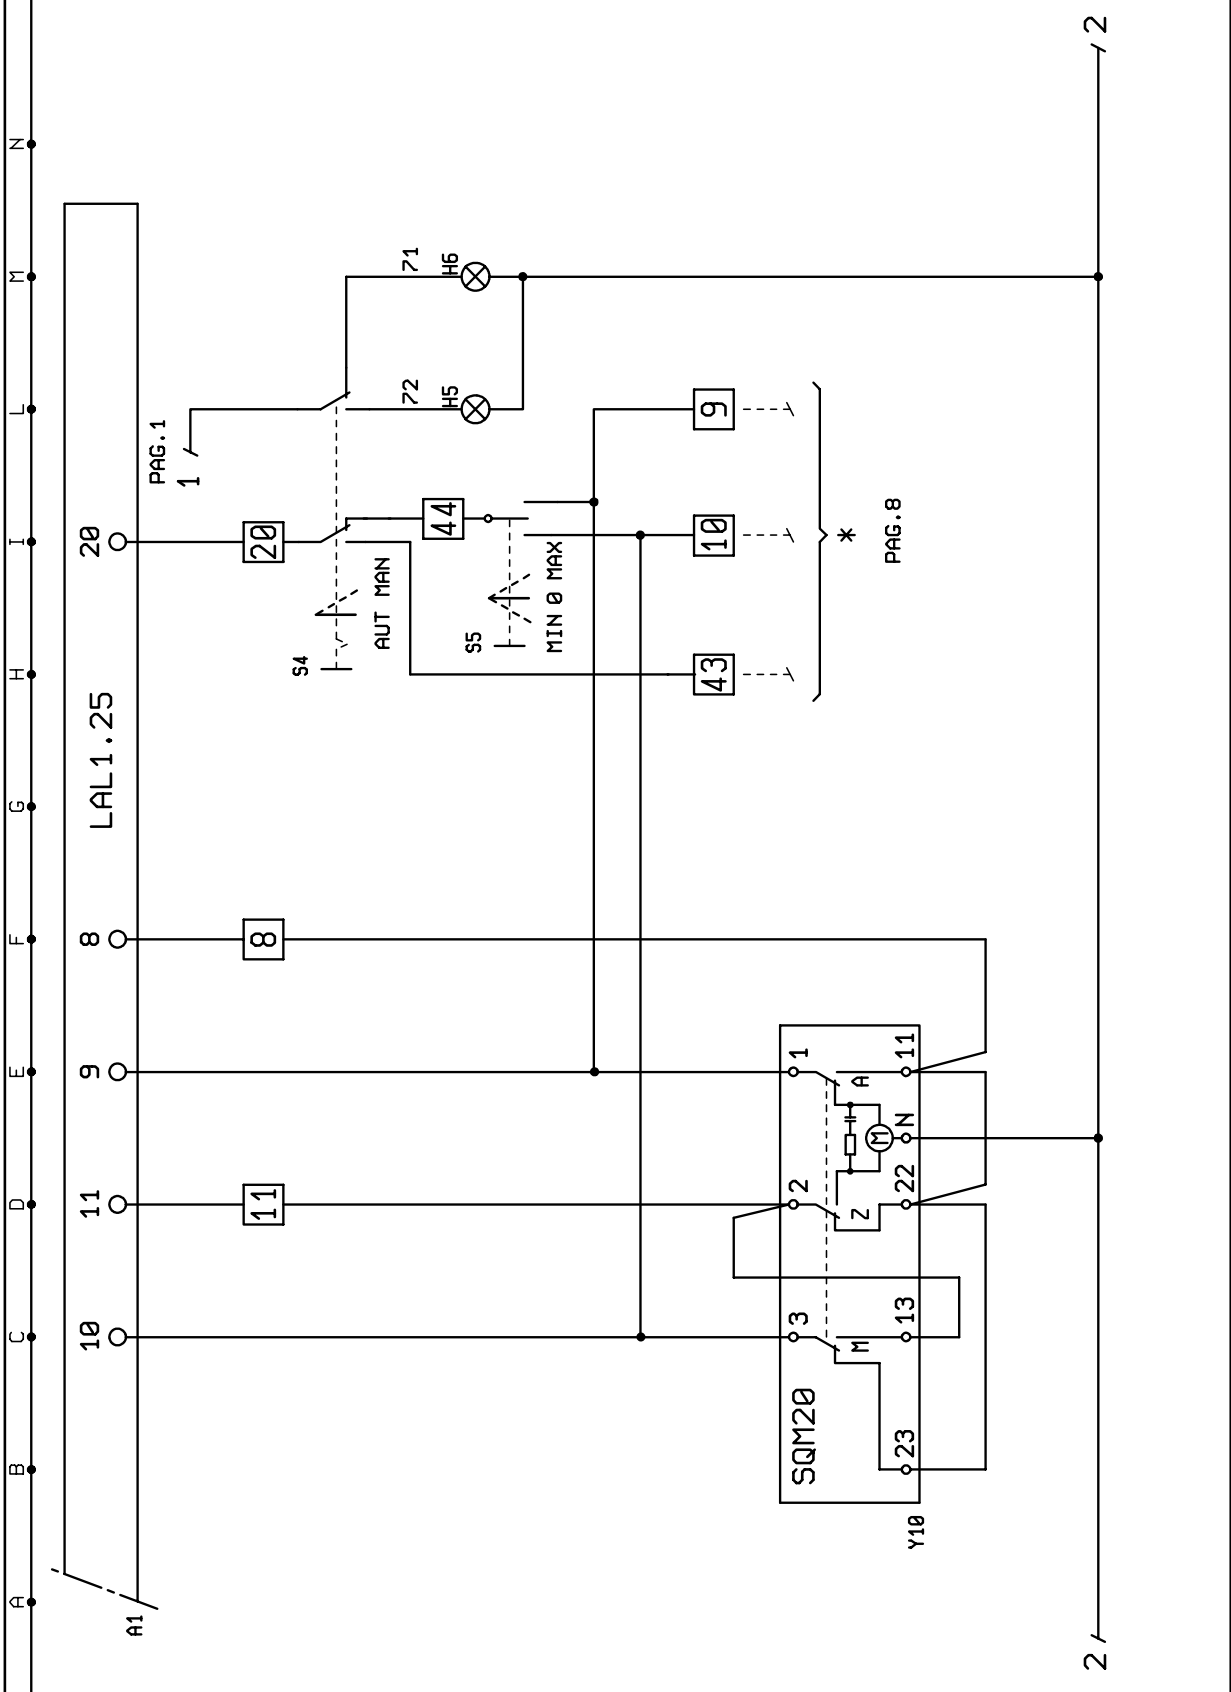 A B C D E F G H I L M N
A1
LAL1.25
10 11 9 8 20
PAG.1
1
11 8 20
S4
AUT MAN
71
72
H6
H5
44
S5
MIN 0 MAX
43 10 9
*
PAG.8
SQM20
3 2 1
M Z A
M
23 13 22 N 11
Y10
2 2